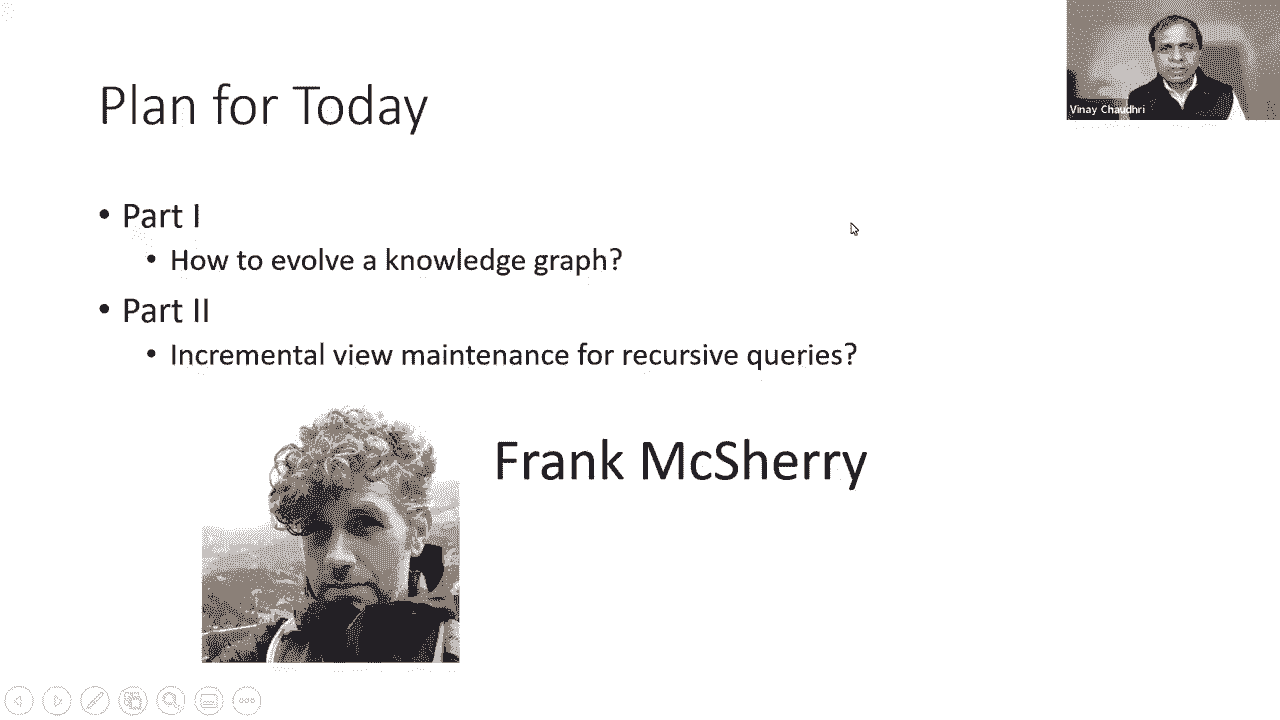 Plan for Today
Vinay Chaudhri
• Part I
• How to evolve a knowledge graph?
• Part II
• Incremental view maintenance for recursive queries?
Frank McSherry